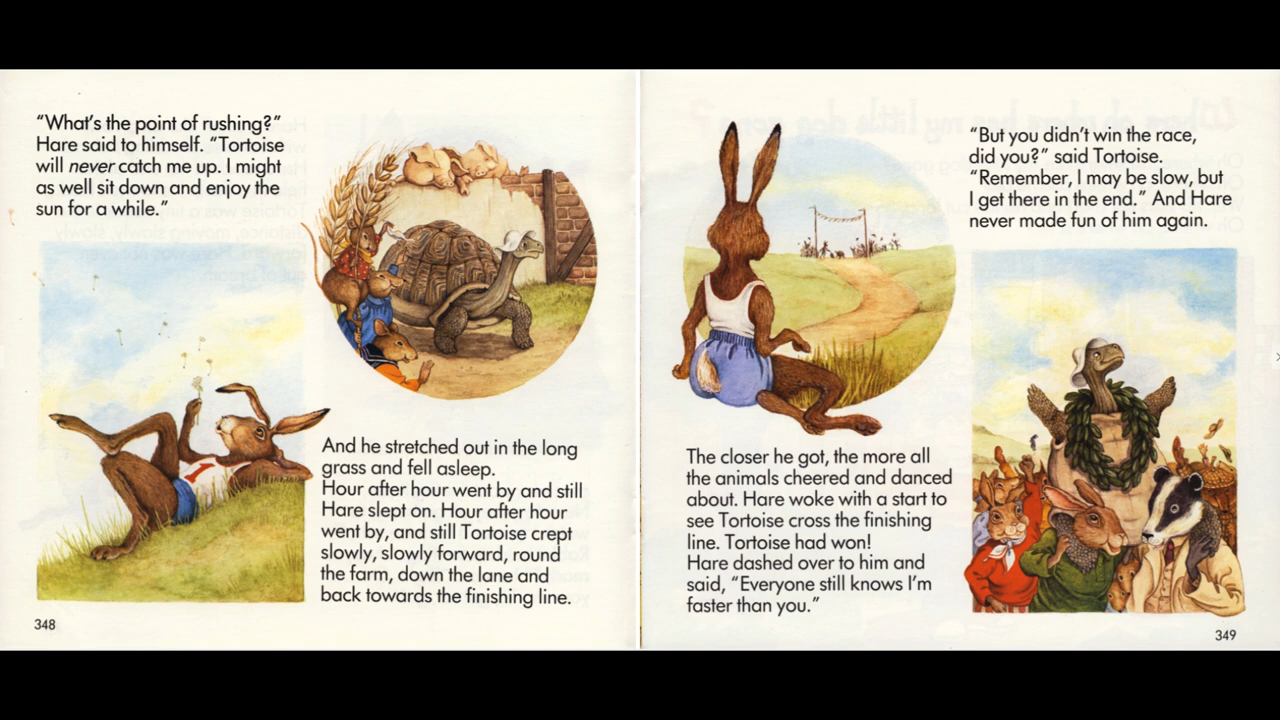 “What’s the point of rushing?”
Hare said to himself. “Tortoise
will never catch me up. I might
as well sit down and enjoy the
sun for a while.”
And he stretched out in the long
grass and fell asleep.
Hour after hour went by and still
Hare slept on. Hour after hour
went by, and still Tortoise crept
slowly, slowly forward, round
the farm, down the lane and
back towards the finishing line.
1
348
The closer he got, the more all
the animals cheered and danced
about. Hare woke with a start to
see Tortoise cross the finishing
line. Tortoise had won!
Hare dashed over to him and
said, “Everyone still knows I’m
faster than you.”
“But you didn’t win the race,
did you?” said Tortoise.
“Remember, I may be slow, but
I get there in the end.” And Hare
never made fun of him again.
349